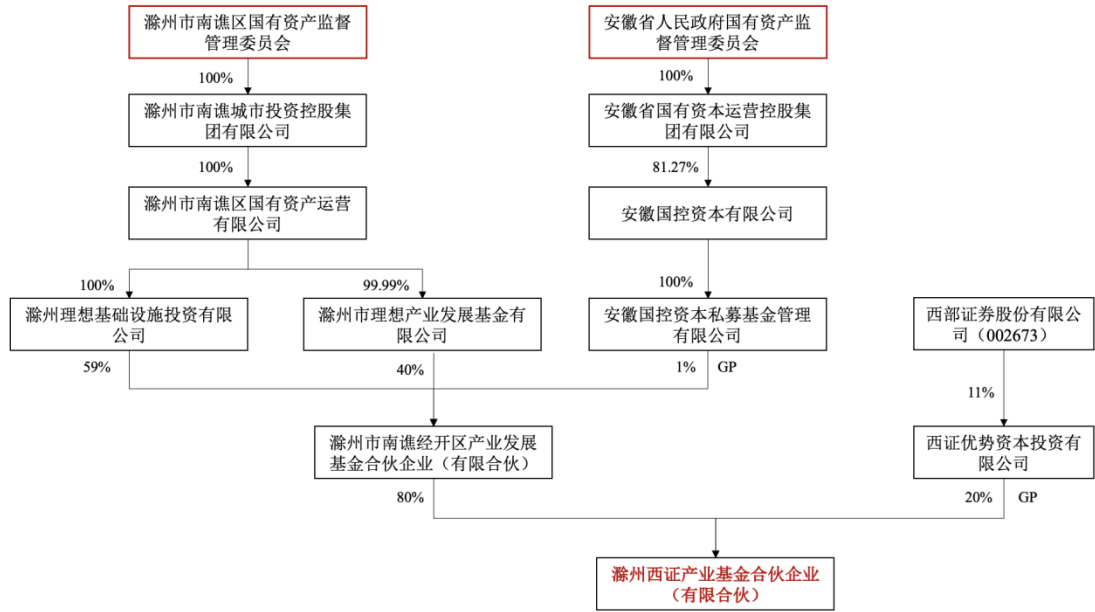 滁州市南谯区国有资产监督
管理委员会
安徽省人民政府国有资产监
督管理委员会
100%
100%
滁州市南谯城市投资控股集
团有限公司
安徽省国有资本运营控股集
团有限公司
100%
81.27%
滁州市南谯区国有资产运营
有限公司
安徽国控资本有限公司
100%
99.99%
100%
滁州理想基础设施投资有限
公司
滁州市理想产业发展基金有
限公司
安徽国控资本私募基金管理
有限公司
西部证券股份有限公
司（002673）
59%
40%
1% GP
11%
滁州市南谯经开区产业发展
基金合伙企业（有限合伙）
西证优势资本投资有
限公司
80%
20% GP
滁州西证产业基金合伙企业
（有限合伙）